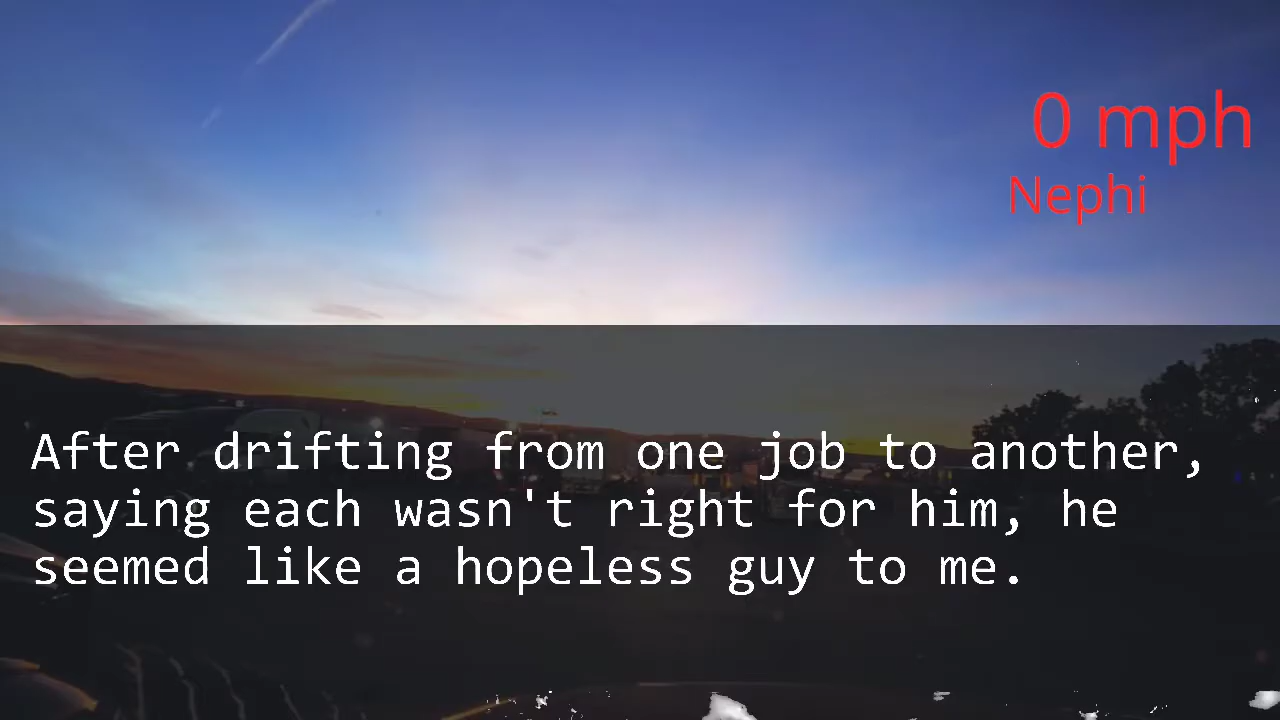 0 mph
Nephi
After drifting from one job to another,
saying each wasn't right for him, he
seemed like a hopeless guy to me.